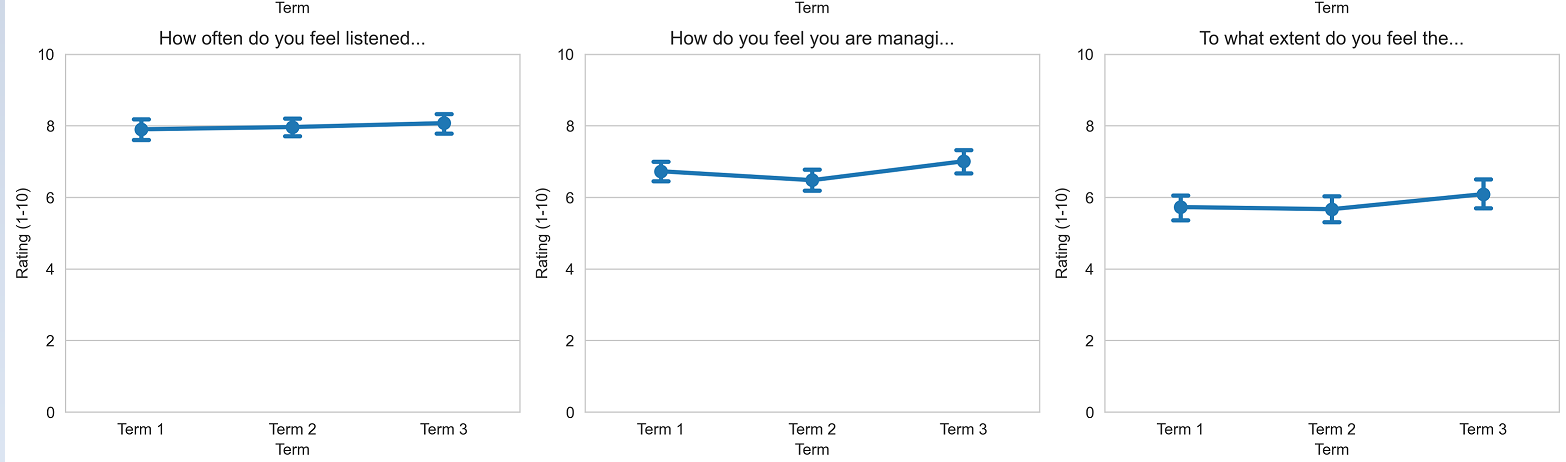 Term
Term
Term
How often do you feel listened...
How do you feel you are managi...
To what extent do you feel the...
Rating (1-10)
10
8
6
4
2
0
Term 1
Term 2
Term 3
Term
Rating (1-10)
10
8
6
4
2
0
Term 1
Term 2
Term 3
Term
Rating (1-10)
10
8
6
4
2
0
Term 1
Term 2
Term 3
Term